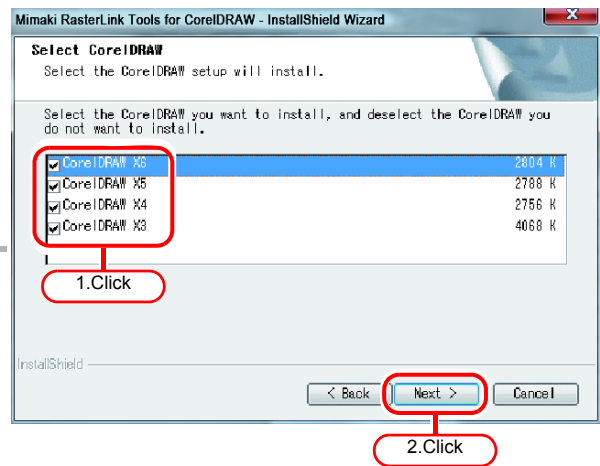 Mimaki RasterLink Tools for CorelDRAW - InstallShield Wizard
Select CorelDRAW
Select the CorelDRAW setup will install.
Select the CorelDRAW you want to install, and deselect the CorelDRAW you
do not want to install.
CorelDRAW X6 2804 K
CorelDRAW X5 2788 K
CorelDRAW X4 2756 K
CorelDRAW X3 4068 K
1.Click
InstallShield
< Back Next > Cancel
2.Click